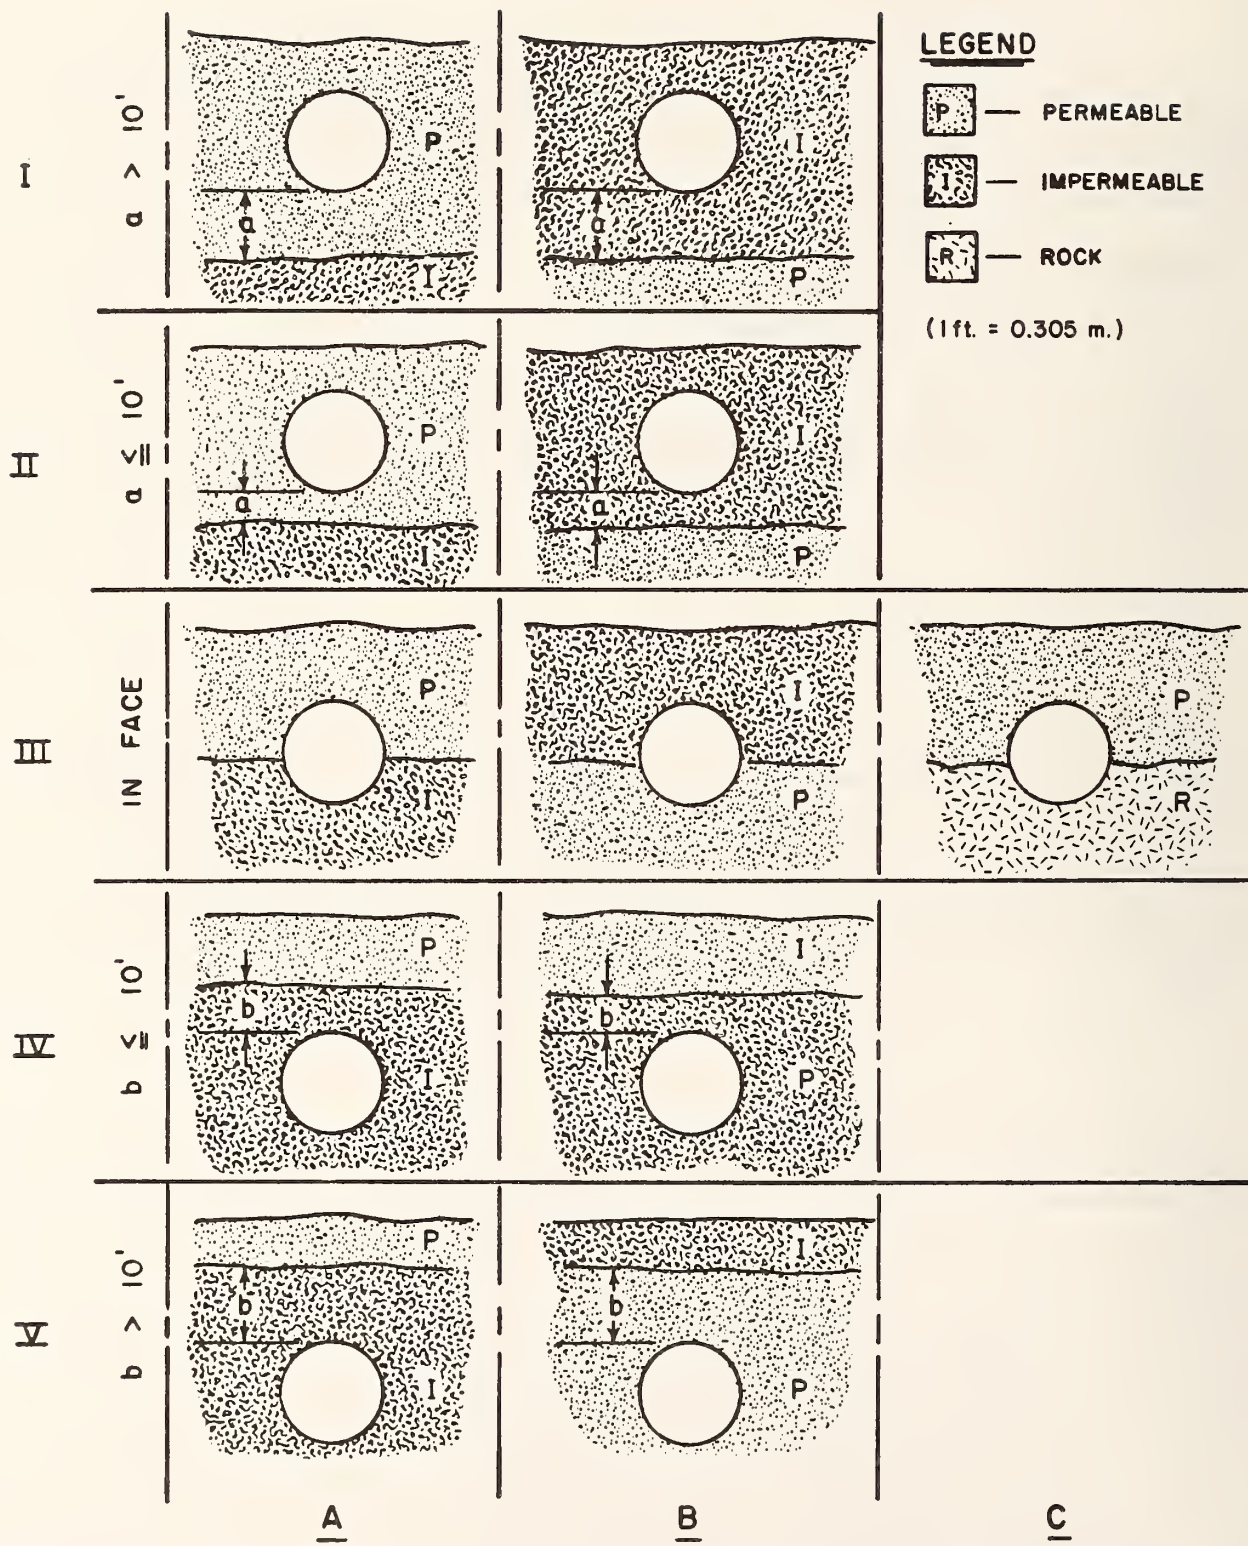 LEGEND
P — PERMEABLE
I — IMPERMEABLE
R — ROCK
(1 ft. = 0.305 m.)
I
a > 10'
P
a
I
I
a
P
II
a ≦ 10'
P
a
I
I
a
P
III
IN FACE
P
I
I
P
P
R
IV
b ≦ 10'
P
b
I
I
b
P
V
b > 10'
P
b
I
I
b
P
A B C